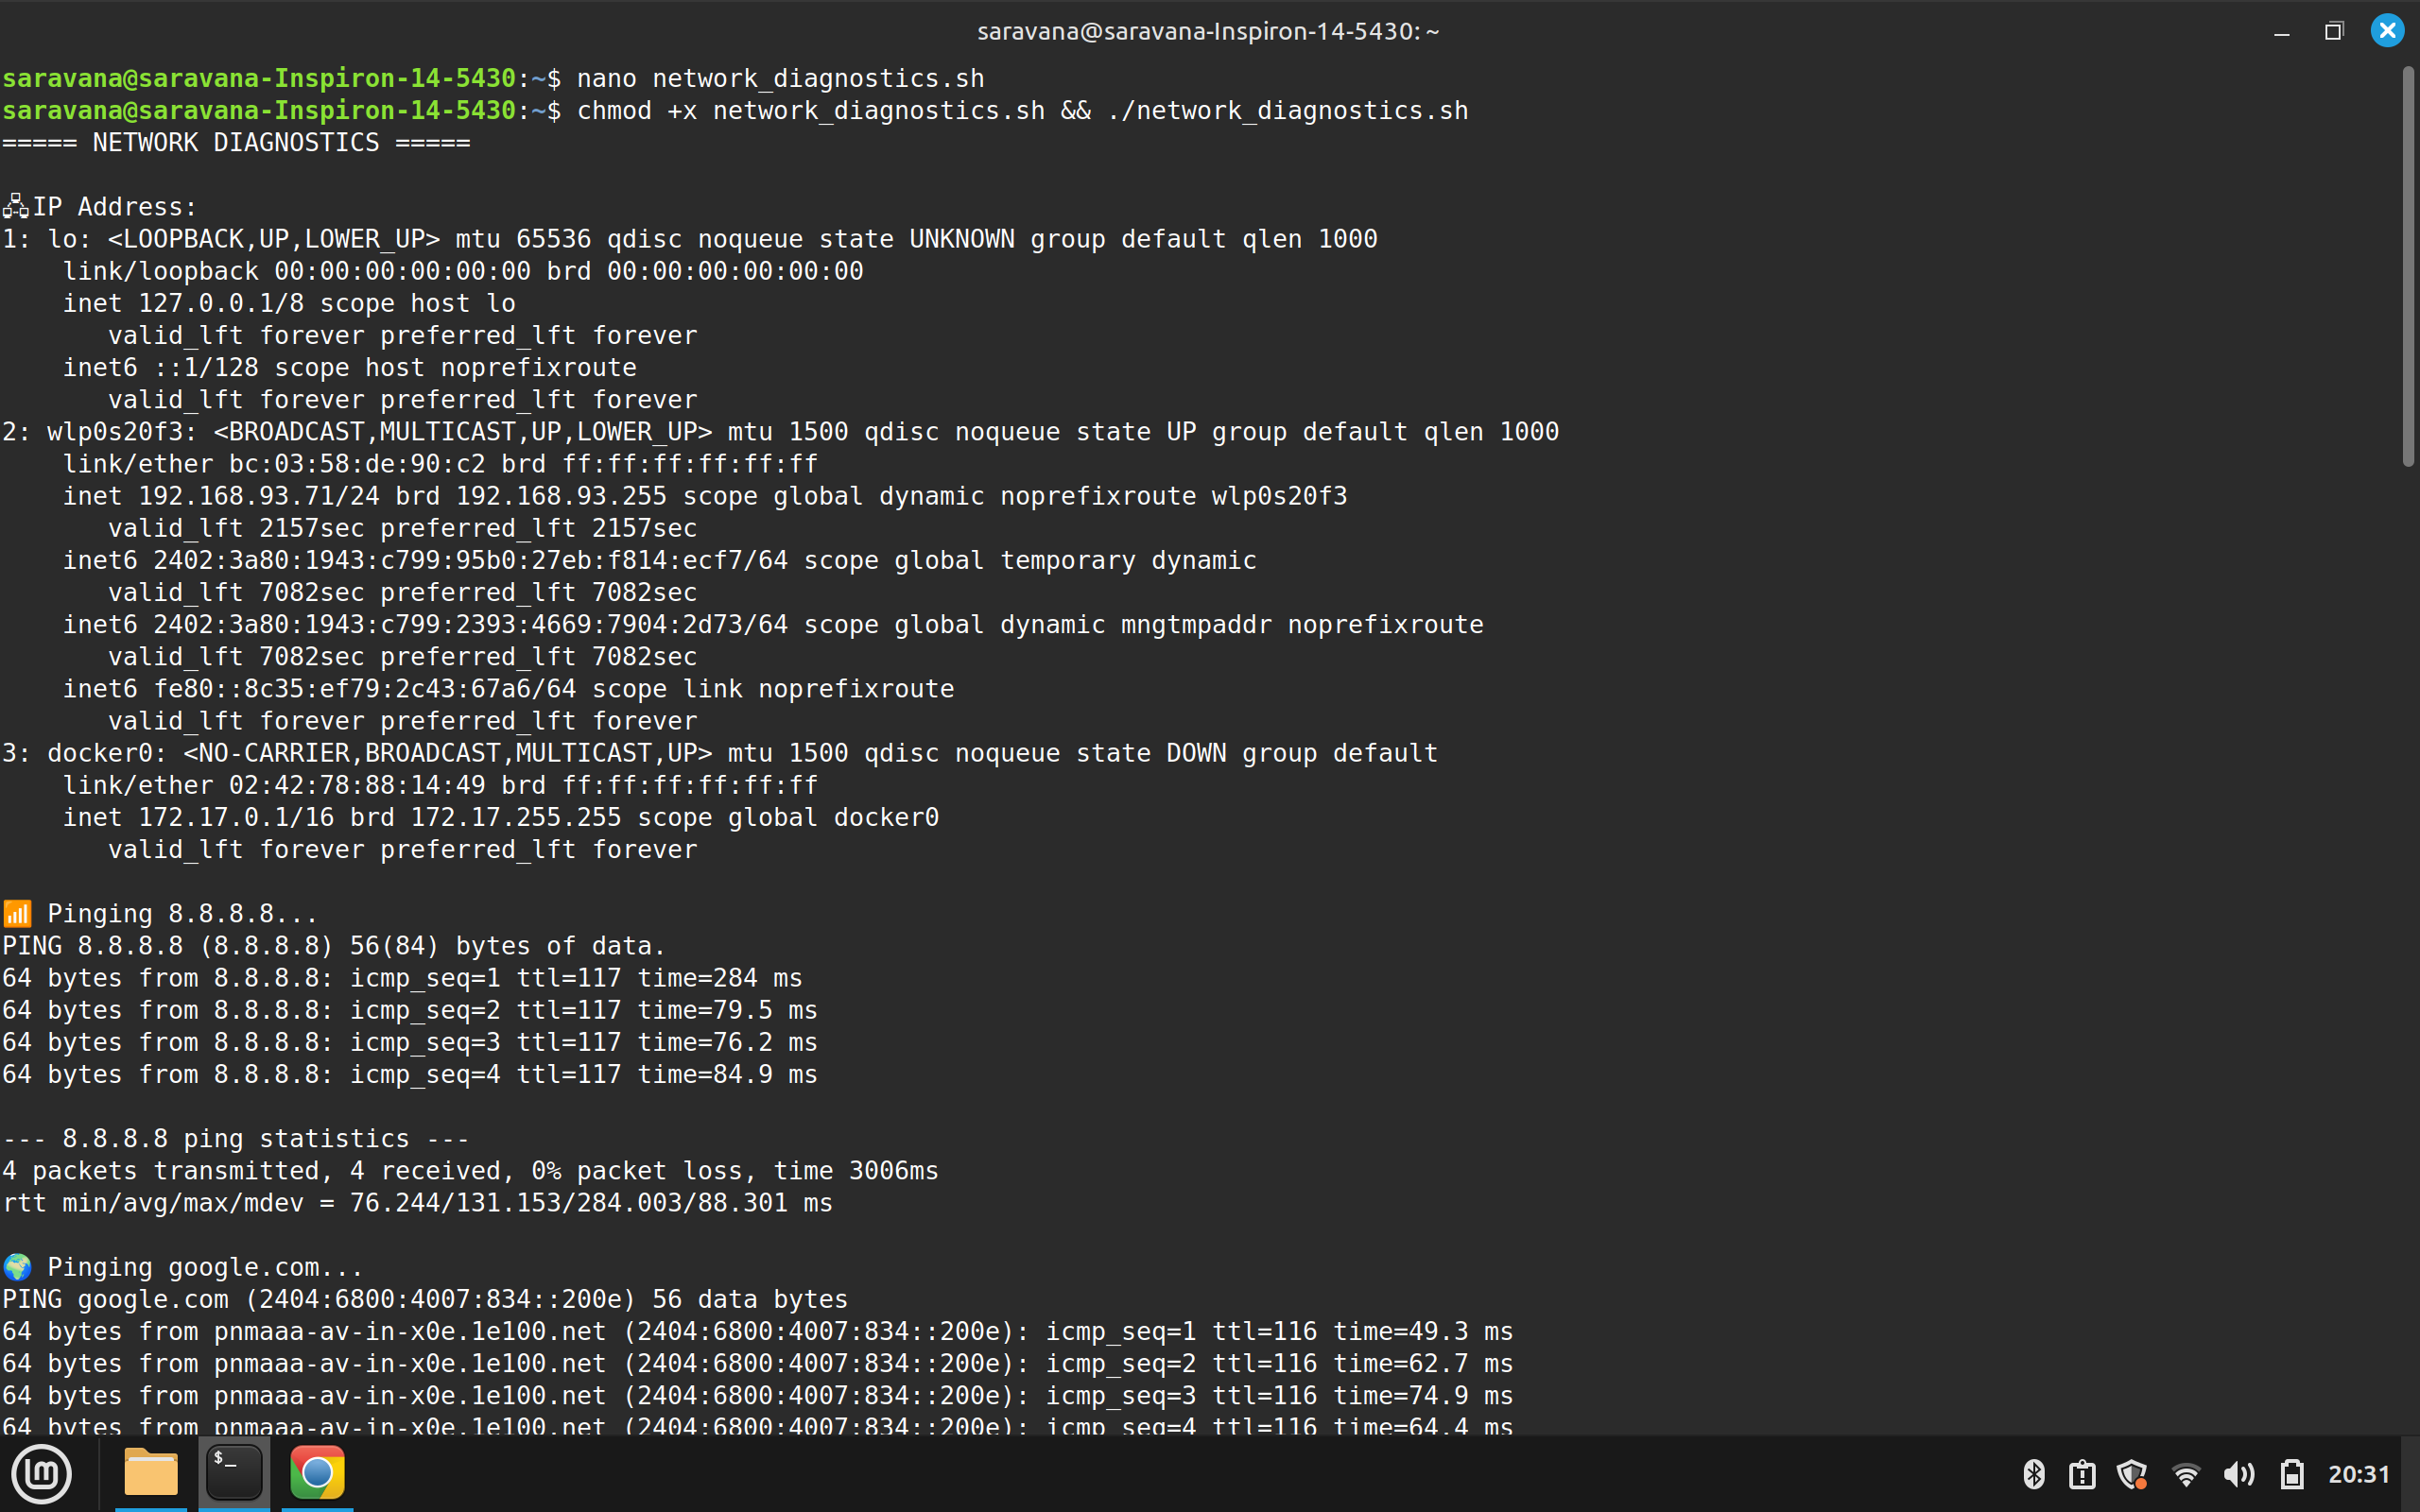 saravana@saravana-Inspiron-14-5430: ~
saravana@saravana-Inspiron-14-5430:~$ nano network_diagnostics.sh
saravana@saravana-Inspiron-14-5430:~$ chmod +x network_diagnostics.sh && ./network_diagnostics.sh
===== NETWORK DIAGNOSTICS =====
🖧IP Address:
1: lo: <LOOPBACK,UP,LOWER_UP> mtu 65536 qdisc noqueue state UNKNOWN group default qlen 1000
    link/loopback 00:00:00:00:00:00 brd 00:00:00:00:00:00
    inet 127.0.0.1/8 scope host lo
       valid_lft forever preferred_lft forever
    inet6 ::1/128 scope host noprefixroute
       valid_lft forever preferred_lft forever
2: wlp0s20f3: <BROADCAST,MULTICAST,UP,LOWER_UP> mtu 1500 qdisc noqueue state UP group default qlen 1000
    link/ether bc:03:58:de:90:c2 brd ff:ff:ff:ff:ff:ff
    inet 192.168.93.71/24 brd 192.168.93.255 scope global dynamic noprefixroute wlp0s20f3
       valid_lft 2157sec preferred_lft 2157sec
    inet6 2402:3a80:1943:c799:95b0:27eb:f814:ecf7/64 scope global temporary dynamic
       valid_lft 7082sec preferred_lft 7082sec
    inet6 2402:3a80:1943:c799:2393:4669:7904:2d73/64 scope global dynamic mngtmpaddr noprefixroute
       valid_lft 7082sec preferred_lft 7082sec
    inet6 fe80::8c35:ef79:2c43:67a6/64 scope link noprefixroute
       valid_lft forever preferred_lft forever
3: docker0: <NO-CARRIER,BROADCAST,MULTICAST,UP> mtu 1500 qdisc noqueue state DOWN group default
    link/ether 02:42:78:88:14:49 brd ff:ff:ff:ff:ff:ff
    inet 172.17.0.1/16 brd 172.17.255.255 scope global docker0
       valid_lft forever preferred_lft forever
📶 Pinging 8.8.8.8...
PING 8.8.8.8 (8.8.8.8) 56(84) bytes of data.
64 bytes from 8.8.8.8: icmp_seq=1 ttl=117 time=284 ms
64 bytes from 8.8.8.8: icmp_seq=2 ttl=117 time=79.5 ms
64 bytes from 8.8.8.8: icmp_seq=3 ttl=117 time=76.2 ms
64 bytes from 8.8.8.8: icmp_seq=4 ttl=117 time=84.9 ms
--- 8.8.8.8 ping statistics ---
4 packets transmitted, 4 received, 0% packet loss, time 3006ms
rtt min/avg/max/mdev = 76.244/131.153/284.003/88.301 ms
🌍 Pinging google.com...
PING google.com (2404:6800:4007:834::200e) 56 data bytes
64 bytes from pnmaaa-av-in-x0e.1e100.net (2404:6800:4007:834::200e): icmp_seq=1 ttl=116 time=49.3 ms
64 bytes from pnmaaa-av-in-x0e.1e100.net (2404:6800:4007:834::200e): icmp_seq=2 ttl=116 time=62.7 ms
64 bytes from pnmaaa-av-in-x0e.1e100.net (2404:6800:4007:834::200e): icmp_seq=3 ttl=116 time=74.9 ms
64 bytes from pnmaaa-av-in-x0e.1e100.net (2404:6800:4007:834::200e): icmp_seq=4 ttl=116 time=64.4 ms
$_
20:31